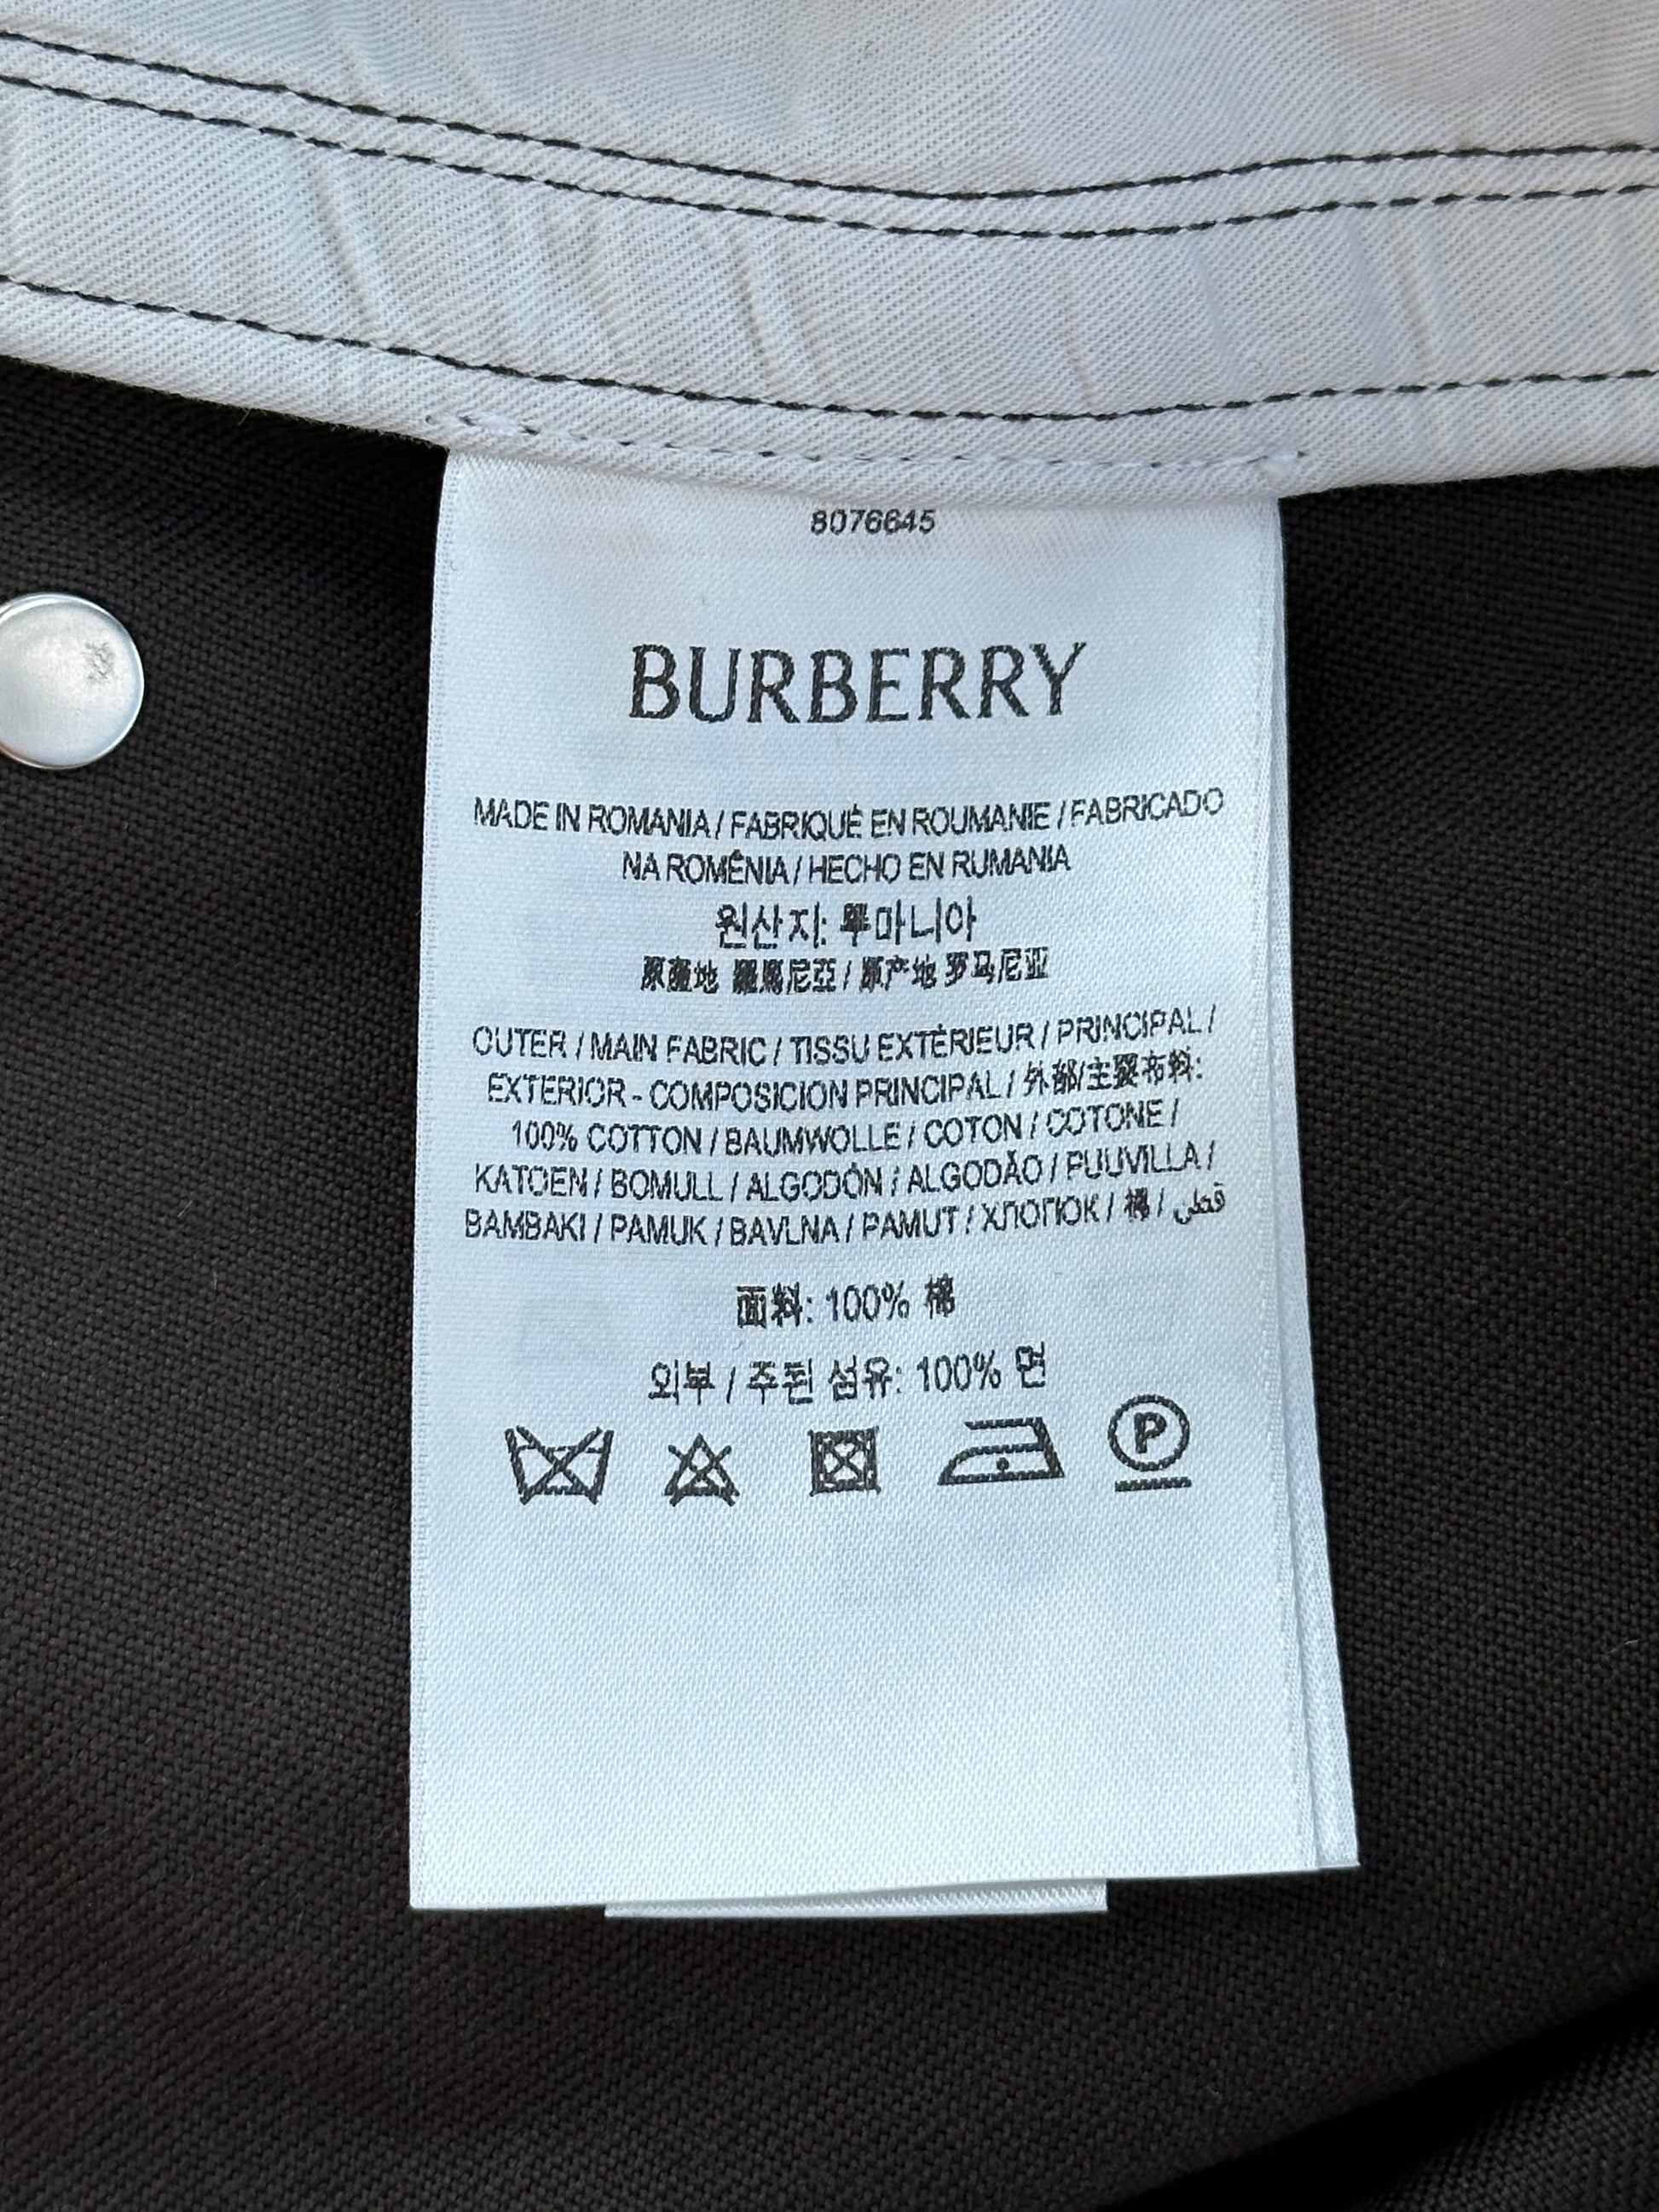 8076645
BURBERRY
MADE IN ROMANIA / FABRIQUÉ EN ROUMANIE / FABRICADO
NA ROMÉNIA / HECHO EN RUMANIA
원산지: 루마니아
原產地 羅馬尼亞 / 原产地 罗马尼亚
OUTER / MAIN FABRIC / TISSU EXTÉRIEUR / PRINCIPAL /
EXTERIOR - COMPOSICION PRINCIPAL / 外部/主要布料:
100% COTTON / BAUMWOLLE / COTON / COTONE /
KATOEN / BOMULL / ALGODÓN / ALGODÃO / PUUVILLA /
BAMBAKI / PAMUK / BAVLNA / PAMUT / ХЛОПОК / 棉 / قطن
面料: 100% 棉
외부 / 주된 섬유: 100% 면
P